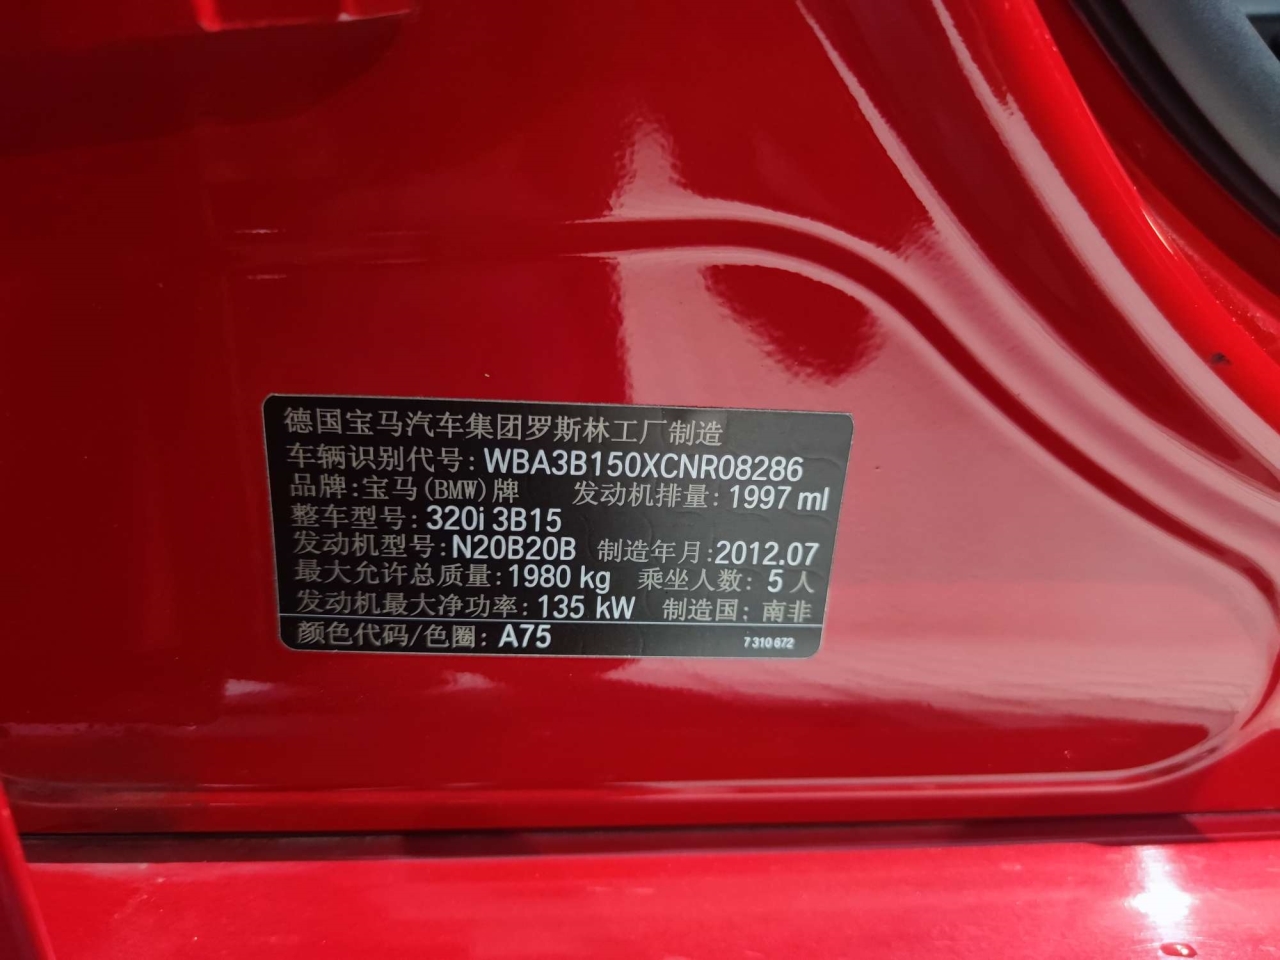 德国宝马汽车集团罗斯林工厂制造
车辆识别代号: WBA3B150XCNR08286
品牌:宝马(BMW)牌 发动机排量: 1997 ml
整车型号: 320i 3B15
发动机型号: N20B20B 制造年月: 2012.07
最大允许总质量: 1980 kg 乘坐人数: 5 人
发动机最大净功率: 135 kW 制造国: 南非
颜色代码/色圈: A75 7 310 672